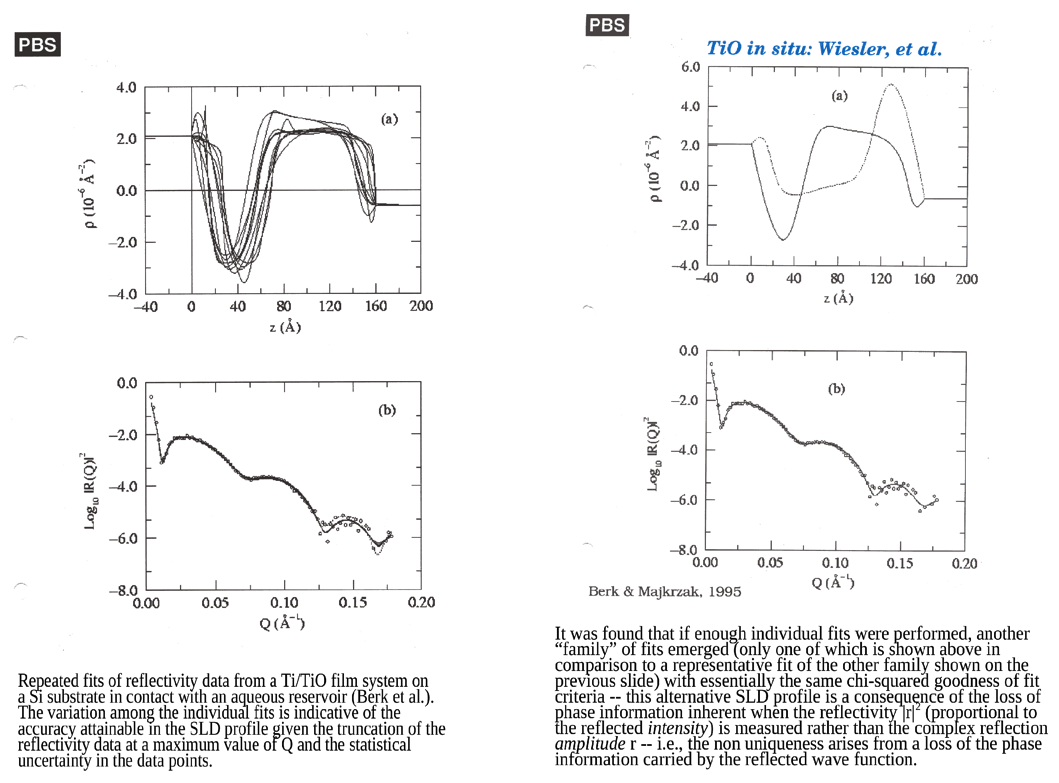 PBS
4.0
2.0
0.0
−2.0
−4.0
ρ (10⁻⁶ Å⁻²)
(a)
−40
0
40
80
120
160
200
z (Å)
0.0
−2.0
−4.0
−6.0
−8.0
Log₁₀ |R(Q)|²
(b)
0.00
0.05
0.10
0.15
0.20
Q (Å⁻¹)
Repeated fits of reflectivity data from a Ti/TiO film system on
a Si substrate in contact with an aqueous reservoir (Berk et al.).
The variation among the individual fits is indicative of the
accuracy attainable in the SLD profile given the truncation of the
reflectivity data at a maximum value of Q and the statistical
uncertainty in the data points.
PBS
TiO in situ: Wiesler, et al.
6.0
4.0
2.0
0.0
−2.0
−4.0
ρ (10⁻⁶ Å⁻²)
(a)
−40
0
40
80
120
160
200
z (Å)
0.0
−2.0
−4.0
−6.0
−8.0
Log₁₀ |R(Q)|²
(b)
0.00
0.05
0.10
0.15
0.20
Q (Å⁻¹)
Berk & Majkrzak, 1995
It was found that if enough individual fits were performed, another
“family” of fits emerged (only one of which is shown above in
comparison to a representative fit of the other family shown on the
previous slide) with essentially the same chi-squared goodness of fit
criteria -- this alternative SLD profile is a consequence of the loss of
phase information inherent when the reflectivity |r|² (proportional to
the reflected intensity) is measured rather than the complex reflection
amplitude r -- i.e., the non uniqueness arises from a loss of the phase
information carried by the reflected wave function.